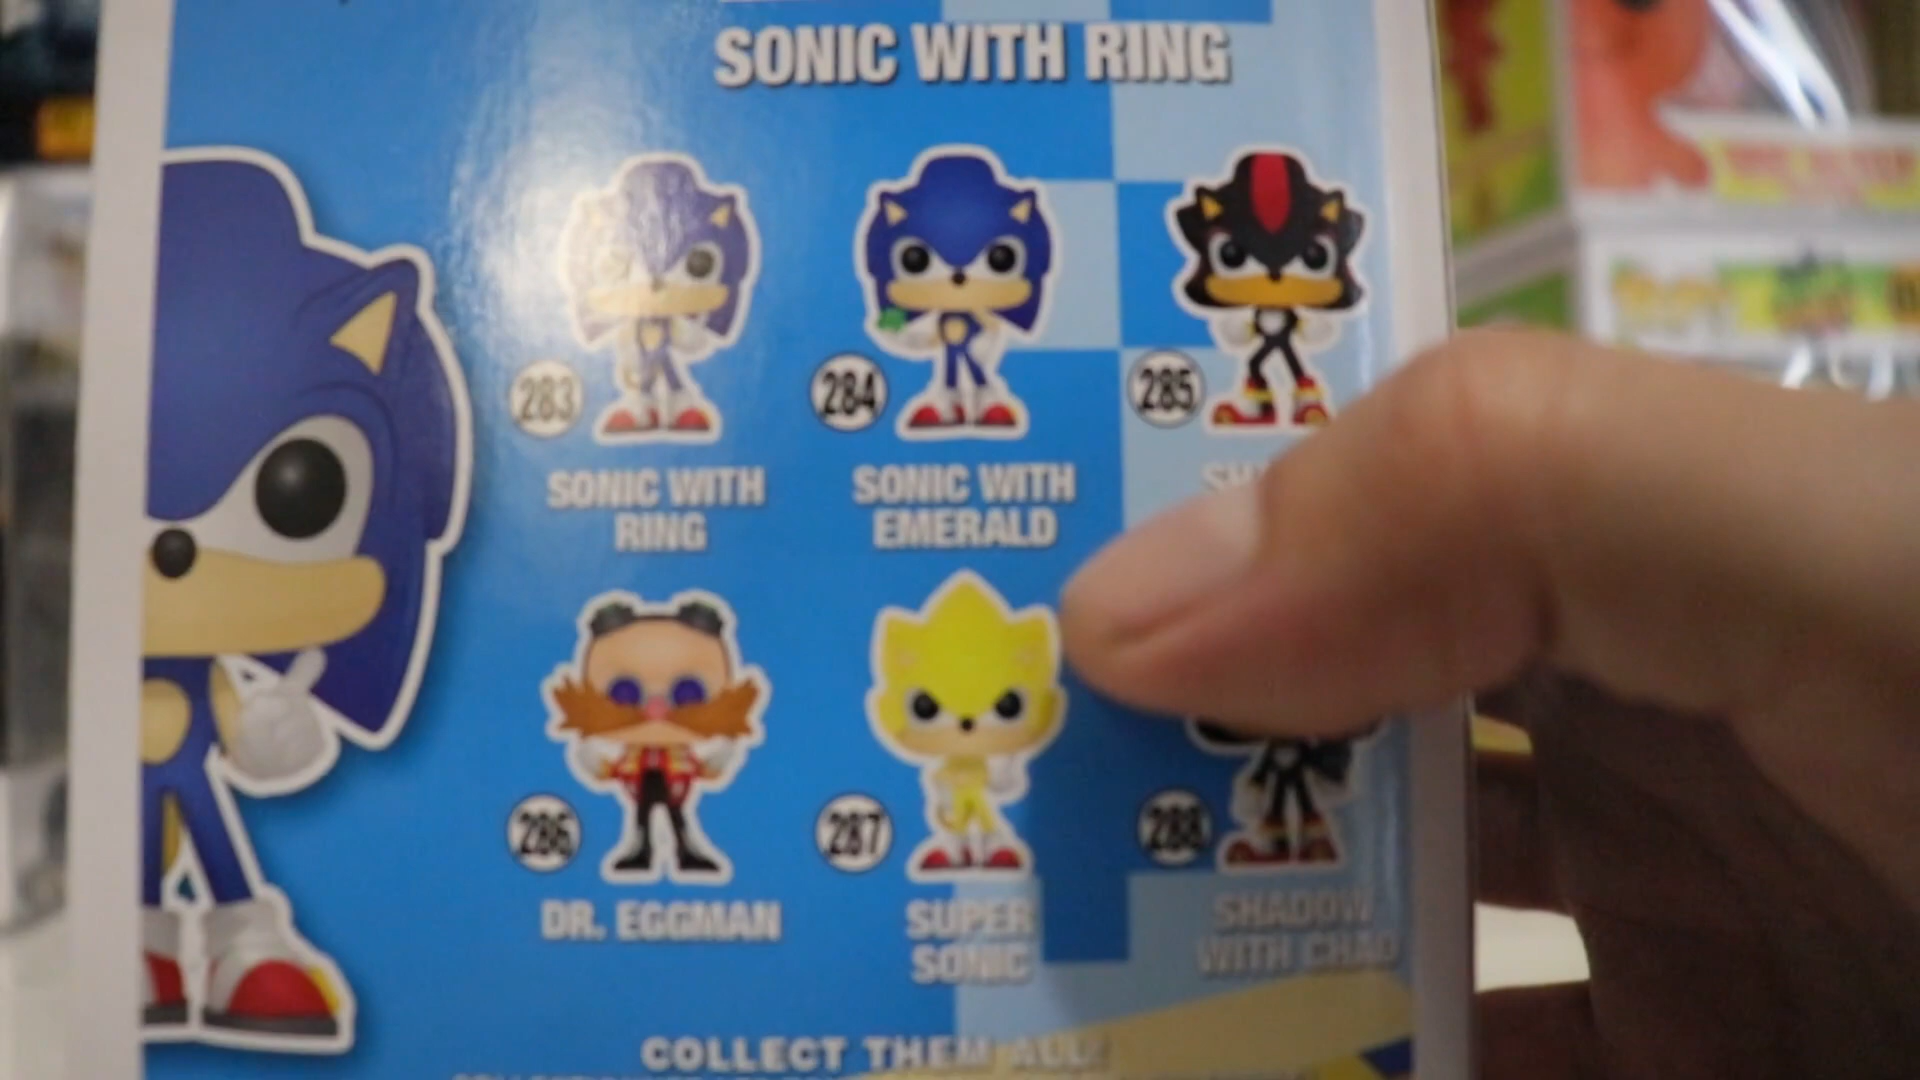 SONIC WITH RING
283
284
285
SONIC WITH
RING
SONIC WITH
EMERALD
286
287
288
DR. EGGMAN
SUPER
SONIC
SHADOW
WITH CHAO
COLLECT THEM ALL!